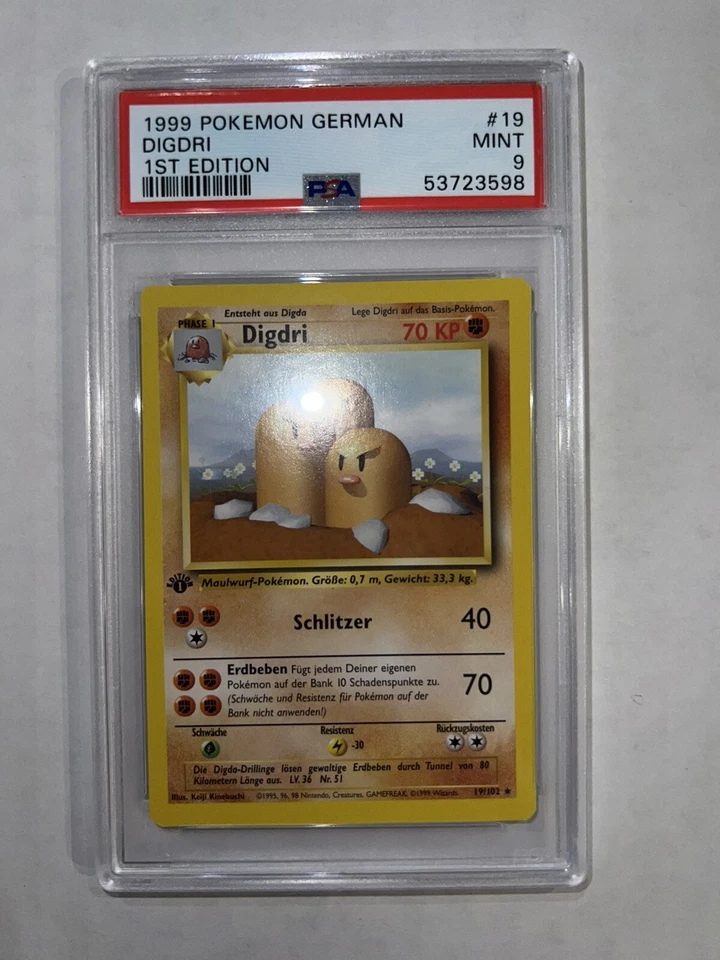 1999 POKEMON GERMAN #19
DIGDRI MINT
1ST EDITION 9
PSA 53723598
Entsteht aus Digda Lege Digdri auf das Basis-Pokémon.
PHASE 1
Digdri 70 KP
EDITION 1
Maulwurf-Pokémon. Größe: 0,7 m, Gewicht: 33,3 kg.
Schlitzer 40
Erdbeben Fügt jedem Deiner eigenen
Pokémon auf der Bank 10 Schadenspunkte zu.
(Schwäche und Resistenz für Pokémon auf der
Bank nicht anwenden!)
70
Schwäche Resistenz Rückzugskosten
-30
Die Digda-Drillinge lösen gewaltige Erdbeben durch Tunnel von 80
Kilometern Länge aus. LV. 36 Nr. 51
Illus. Keiji Kinebuchi ©1995, 96, 98 Nintendo, Creatures, GAMEFREAK. ©1999 Wizards. 19/102 ★